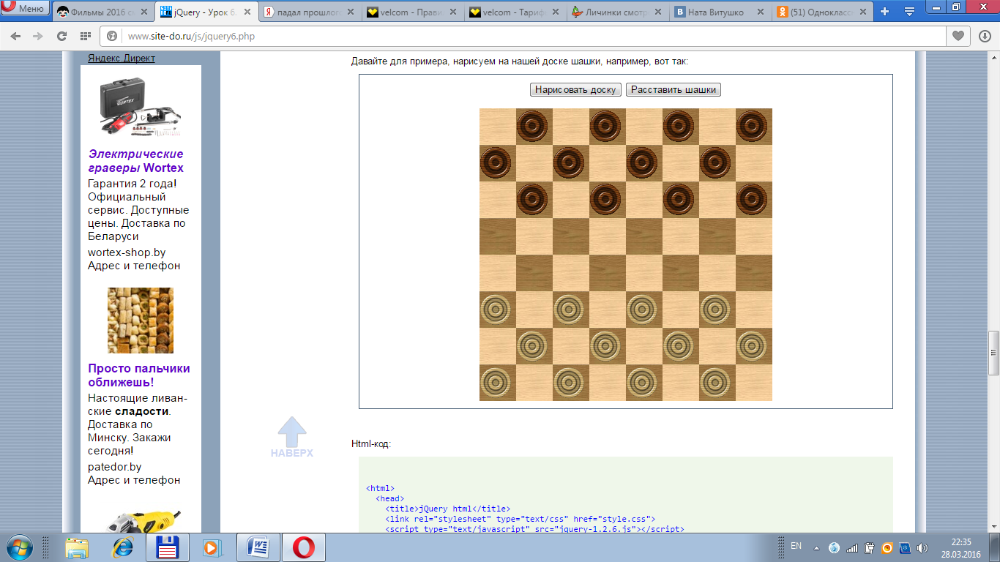 Меню
Фильмы 2016 с
jQuery - Урок 6.
падал прошлого
velcom - Прави
velcom - Тариф
Личинки смотр
Ната Витушко
(51) Одноклассн
www.site-do.ru/js/jquery6.php
Яндекс.Директ
WORTEX
Электрические
граверы Wortex
Гарантия 2 года!
Официальный
сервис. Доступные
цены. Доставка по
Беларуси
wortex-shop.by
Адрес и телефон
Просто пальчики
оближешь!
Настоящие ливан-
ские сладости.
Доставка по
Минску. Закажи
сегодня!
patedor.by
Адрес и телефон
НАВЕРХ
Давайте для примера, нарисуем на нашей доске шашки, например, вот так:
Нарисовать доску
Расставить шашки
Html-код:
<html>
<head>
<title>jQuery html</title>
<link rel="stylesheet" type="text/css" href="style.css">
<script type="text/javascript" src="jquery-1.2.6.js"></script>
EN
22:35
28.03.2016